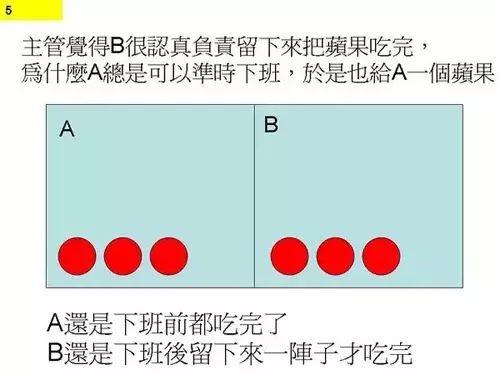 5
主管覺得B很認真負責留下來把蘋果吃完，
為什麼A總是可以準時下班，於是也給A一個蘋果
A
B
A還是下班前都吃完了
B還是下班後留下來一陣子才吃完